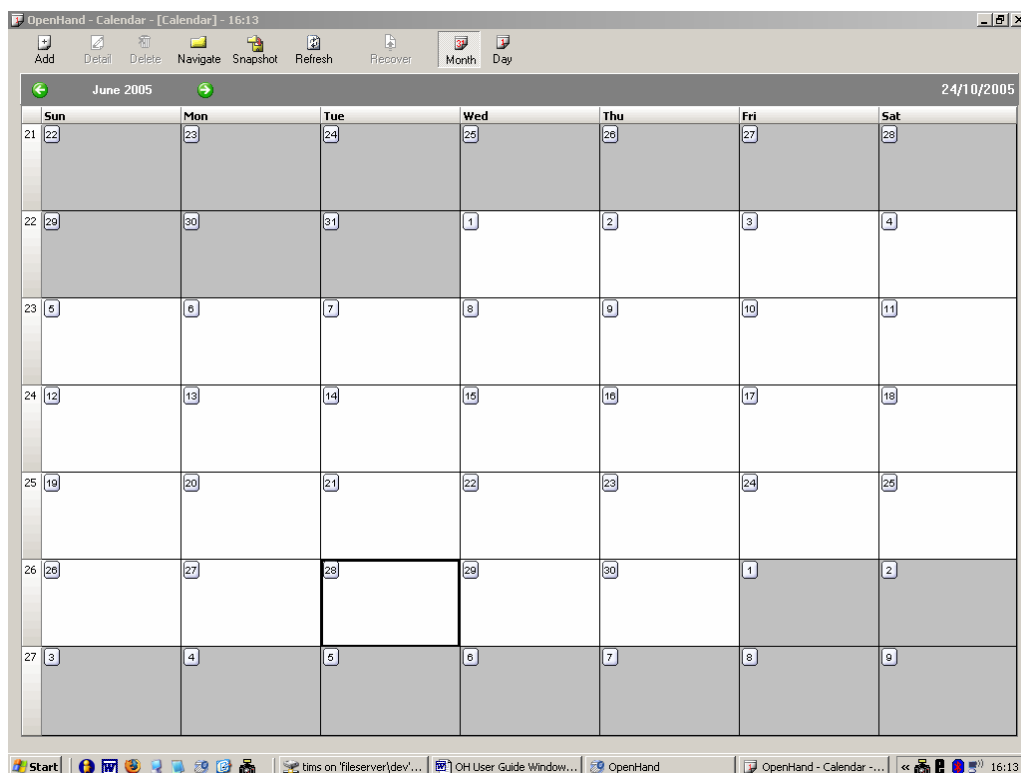 OpenHand - Calendar - [Calendar] - 16:13
Add Detail Delete Navigate Snapshot Refresh Recover Month Day
June 2005 24/10/2005
Sun Mon Tue Wed Thu Fri Sat
21 22 23 24 25 26 27 28
22 29 30 31 1 2 3 4
23 5 6 7 8 9 10 11
24 12 13 14 15 16 17 18
25 19 20 21 22 23 24 25
26 26 27 28 29 30 1 2
27 3 4 5 6 7 8 9
Start tims on 'fileserver\dev'... OH User Guide Window... OpenHand OpenHand - Calendar -... « 16:13